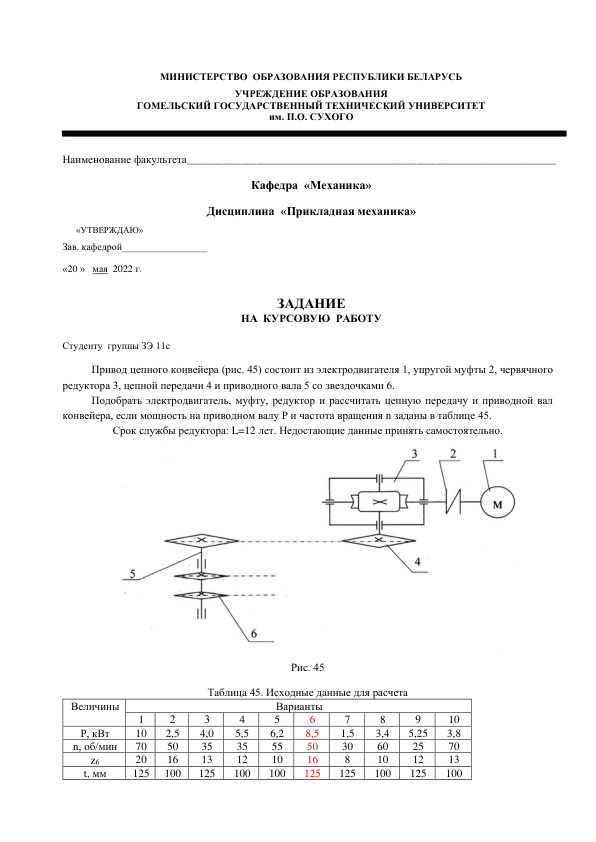 МИНИСТЕРСТВО ОБРАЗОВАНИЯ РЕСПУБЛИКИ БЕЛАРУСЬ
УЧРЕЖДЕНИЕ ОБРАЗОВАНИЯ
ГОМЕЛЬСКИЙ ГОСУДАРСТВЕННЫЙ ТЕХНИЧЕСКИЙ УНИВЕРСИТЕТ
им. П.О. СУХОГО
Наименование факультета
Кафедра «Механика»
Дисциплина «Прикладная механика»
«УТВЕРЖДАЮ»
Зав. кафедрой
«20 » мая 2022 г.
ЗАДАНИЕ
НА КУРСОВУЮ РАБОТУ
Студенту группы ЗЭ 11с
Привод цепного конвейера (рис. 45) состоит из электродвигателя 1, упругой муфты 2, червячного
редуктора 3, цепной передачи 4 и приводного вала 5 со звездочками 6.
Подобрать электродвигатель, муфту, редуктор и рассчитать цепную передачу и приводной вал
конвейера, если мощность на приводном валу P и частота вращения n заданы в таблице 45.
Срок службы редуктора: L=12 лет. Недостающие данные принять самостоятельно.
3 2 1
М
4
5
6
Рис. 45
Таблица 45. Исходные данные для расчета
Величины Варианты
1 2 3 4 5 6 7 8 9 10
P, кВт 10 2,5 4,0 5,5 6,2 8,5 1,5 3,4 5,25 3,8
n, об/мин 70 50 35 35 55 50 30 60 25 70
z6 20 16 13 12 10 16 8 10 12 13
t, мм 125 100 125 100 100 125 125 100 125 100